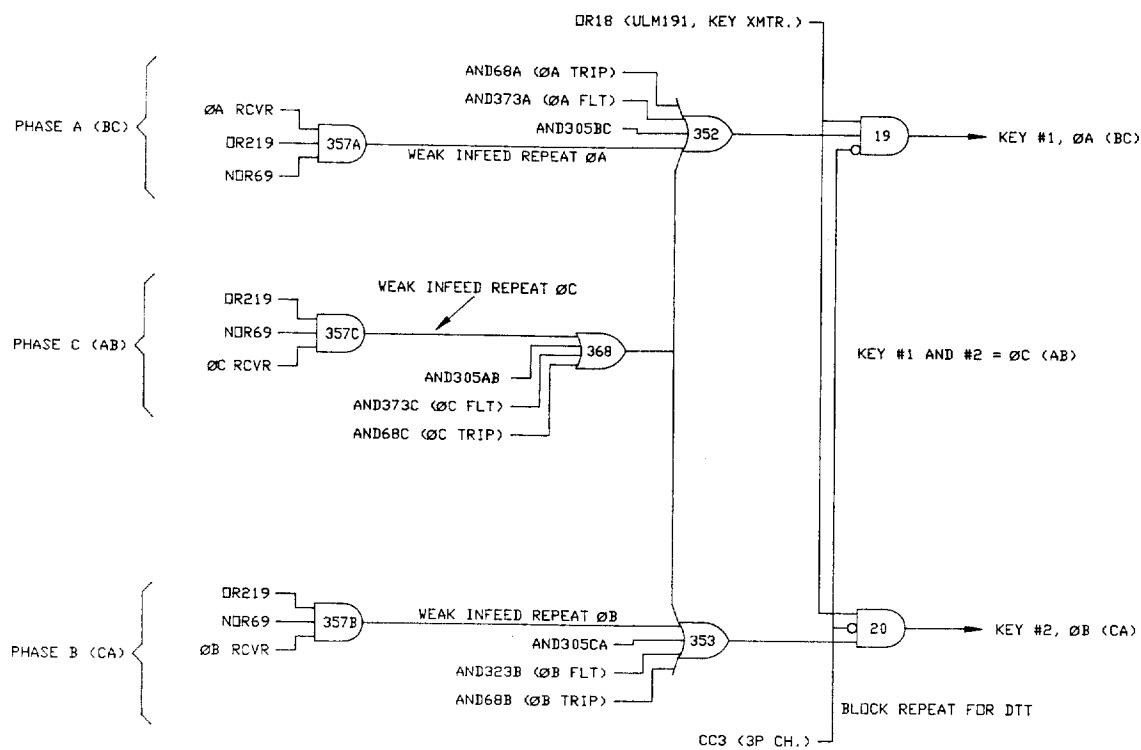 OR18 (ULM191, KEY XMTR.)
AND68A (ØA TRIP)
AND373A (ØA FLT)
AND305BC
PHASE A (BC)
ØA RCVR
OR219
NOR69
357A
WEAK INFEED REPEAT ØA
352
19
KEY #1, ØA (BC)
WEAK INFEED REPEAT ØC
PHASE C (AB)
OR219
NOR69
ØC RCVR
357C
368
AND305AB
AND373C (ØC FLT)
AND68C (ØC TRIP)
KEY #1 AND #2 = ØC (AB)
PHASE B (CA)
OR219
NOR69
ØB RCVR
357B
WEAK INFEED REPEAT ØB
AND305CA
353
AND323B (ØB FLT)
AND68B (ØB TRIP)
20
KEY #2, ØB (CA)
BLOCK REPEAT FOR DTT
CC3 (3P CH.)